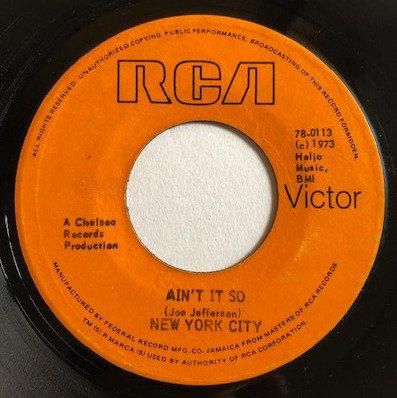 ALL RIGHTS RESERVED. UNAUTHORIZED COPYING, PUBLIC PERFORMANCE, BROADCASTING OF THIS RECORD FORBIDDEN.
RCA
78-0113
(c) 1973
Heljo
Music,
BMI
Victor
A Chelsea
Records
Production
AIN'T IT SO
(Joe Jefferson)
NEW YORK CITY
MANUFACTURED BY FEDERAL RECORD MFG. CO. JAMAICA FROM MASTERS OF RCA RECORDS
TM (S) ® MARCA (S) USED BY AUTHORITY OF RCA CORPORATION.